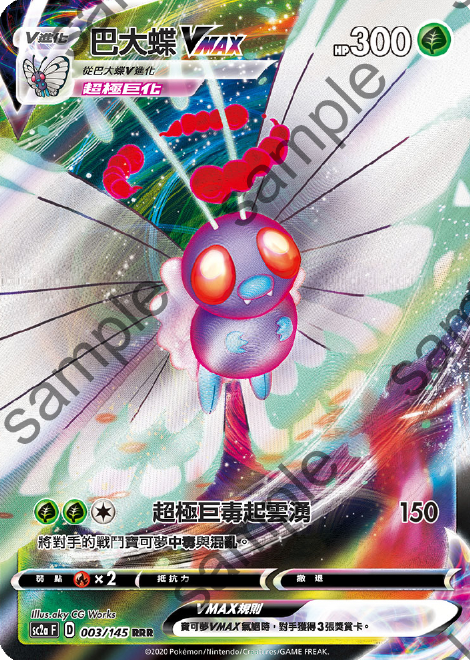 V進化
巴大蝶VMAX
HP300
從巴大蝶V進化
超極巨化
sample
sample
sample
sample
sample
sample
超極巨毒起雲湧 150
將對手的戰鬥寶可夢中毒與混亂。
弱點 ×2 抵抗力 撤退
Illus.aky CG Works
VMAX規則
寶可夢VMAX氣絕時,對手獲得3張獎賞卡。
sc2a F D 003/145 RRR
©2020 Pokémon/Nintendo/Creatures/GAME FREAK.